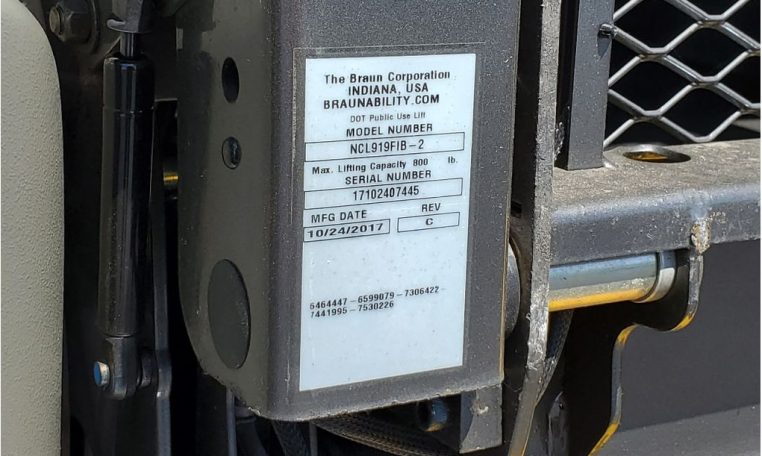 The Braun Corporation
INDIANA, USA
BRAUNABILITY.COM
DOT Public Use Lift
MODEL NUMBER
NCL919FIB-2
Max. Lifting Capacity 800 lb.
SERIAL NUMBER
17102407445
MFG DATE REV
10/24/2017 C
6464447-6599079-7306422-
7441995-7530226